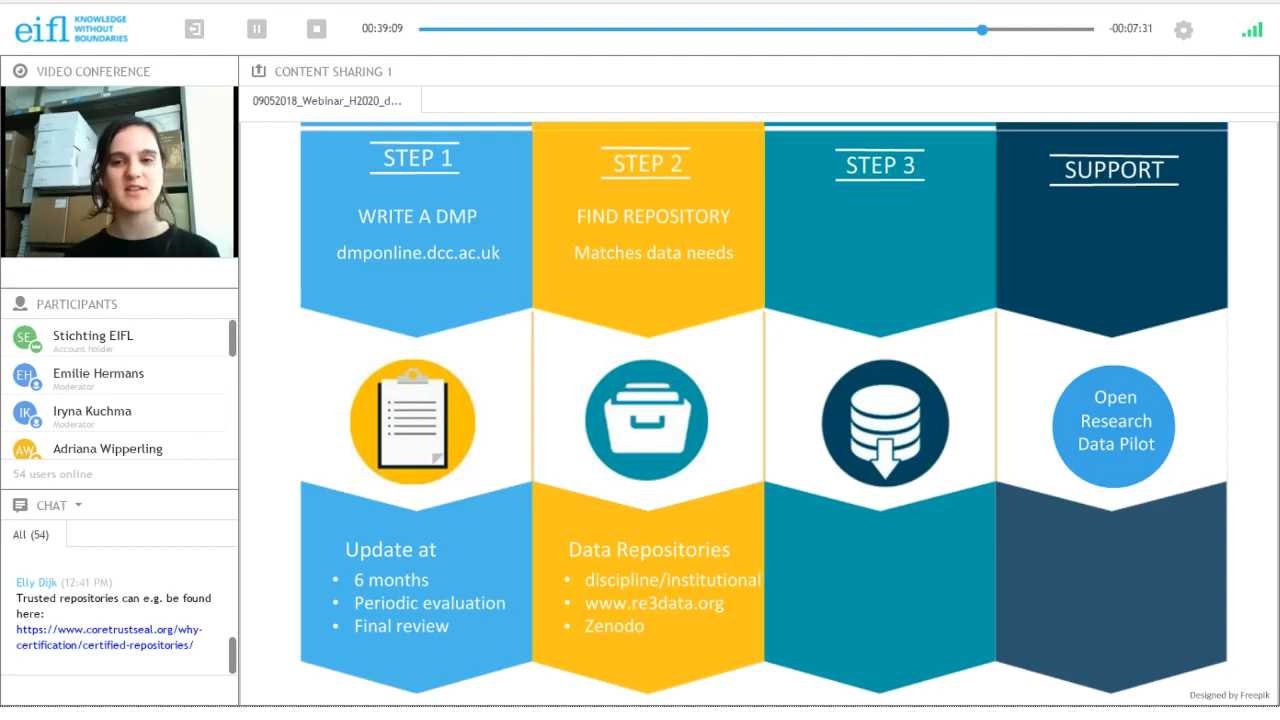 eifl KNOWLEDGE
WITHOUT
BOUNDARIES
00:39:09
-00:07:31
VIDEO CONFERENCE
CONTENT SHARING 1
09052018_Webinar_H2020_d...
PARTICIPANTS
SE Stichting EIFL
Account holder
EH Emilie Hermans
Moderator
IK Iryna Kuchma
Moderator
AW Adriana Wipperling
54 users online
CHAT
All (54)
Elly Dijk (12:41 PM)
Trusted repositories can e.g. be found
here:
https://www.coretrustseal.org/why-
certification/certified-repositories/
STEP 1
WRITE A DMP
dmponline.dcc.ac.uk
Update at
• 6 months
• Periodic evaluation
• Final review
STEP 2
FIND REPOSITORY
Matches data needs
Data Repositories
• discipline/institutional
• www.re3data.org
• Zenodo
STEP 3
SUPPORT
Open
Research
Data Pilot
Designed by Freepik